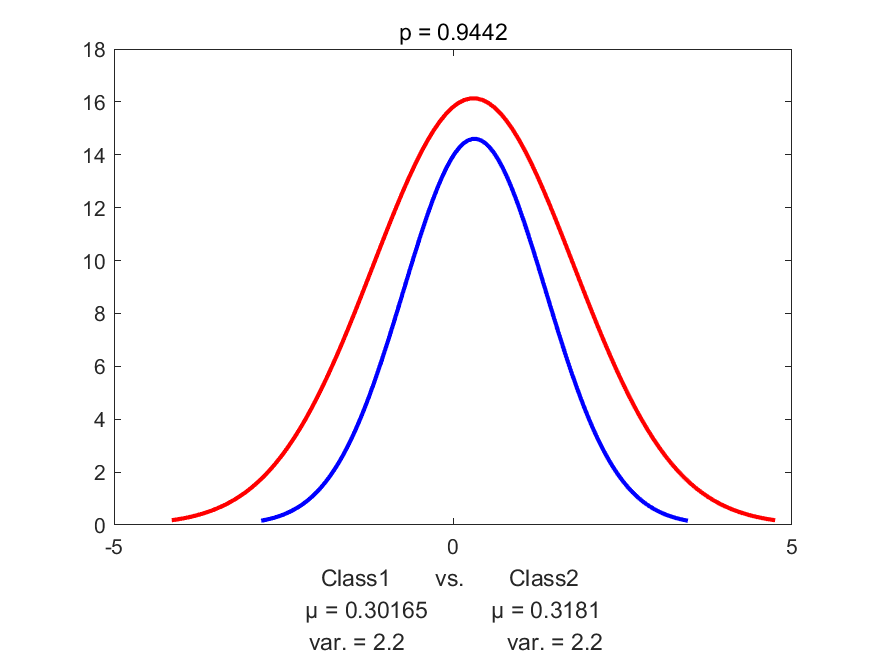 p = 0.9442
18
16
14
12
10
8
6
4
2
0
-5 0 5
Class1 vs. Class2
μ = 0.30165 μ = 0.3181
var. = 2.2 var. = 2.2